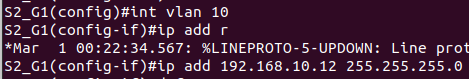 S2_G1(config)#int vlan 10
S2_G1(config-if)#ip add r
*Mar  1 00:22:34.567: %LINEPROTO-5-UPDOWN: Line prot
S2_G1(config-if)#ip add 192.168.10.12 255.255.255.0